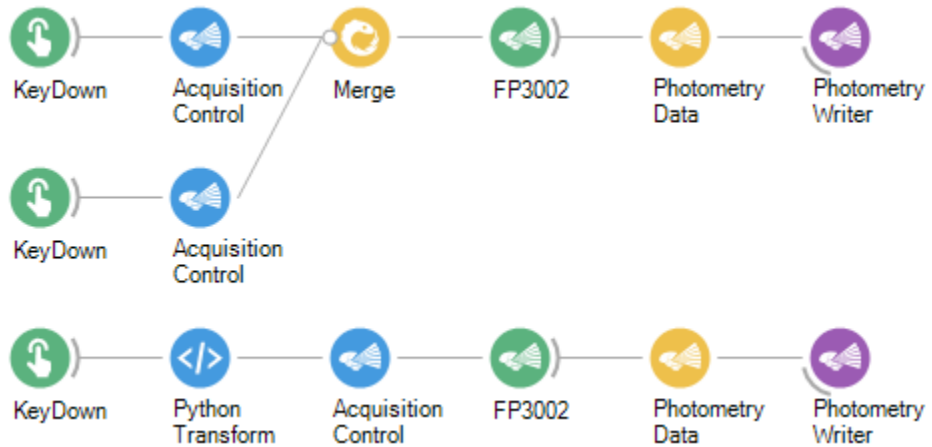 KeyDown
Acquisition
Control
Merge
FP3002
Photometry
Data
Photometry
Writer
KeyDown
Acquisition
Control
KeyDown
Python
Transform
Acquisition
Control
FP3002
Photometry
Data
Photometry
Writer